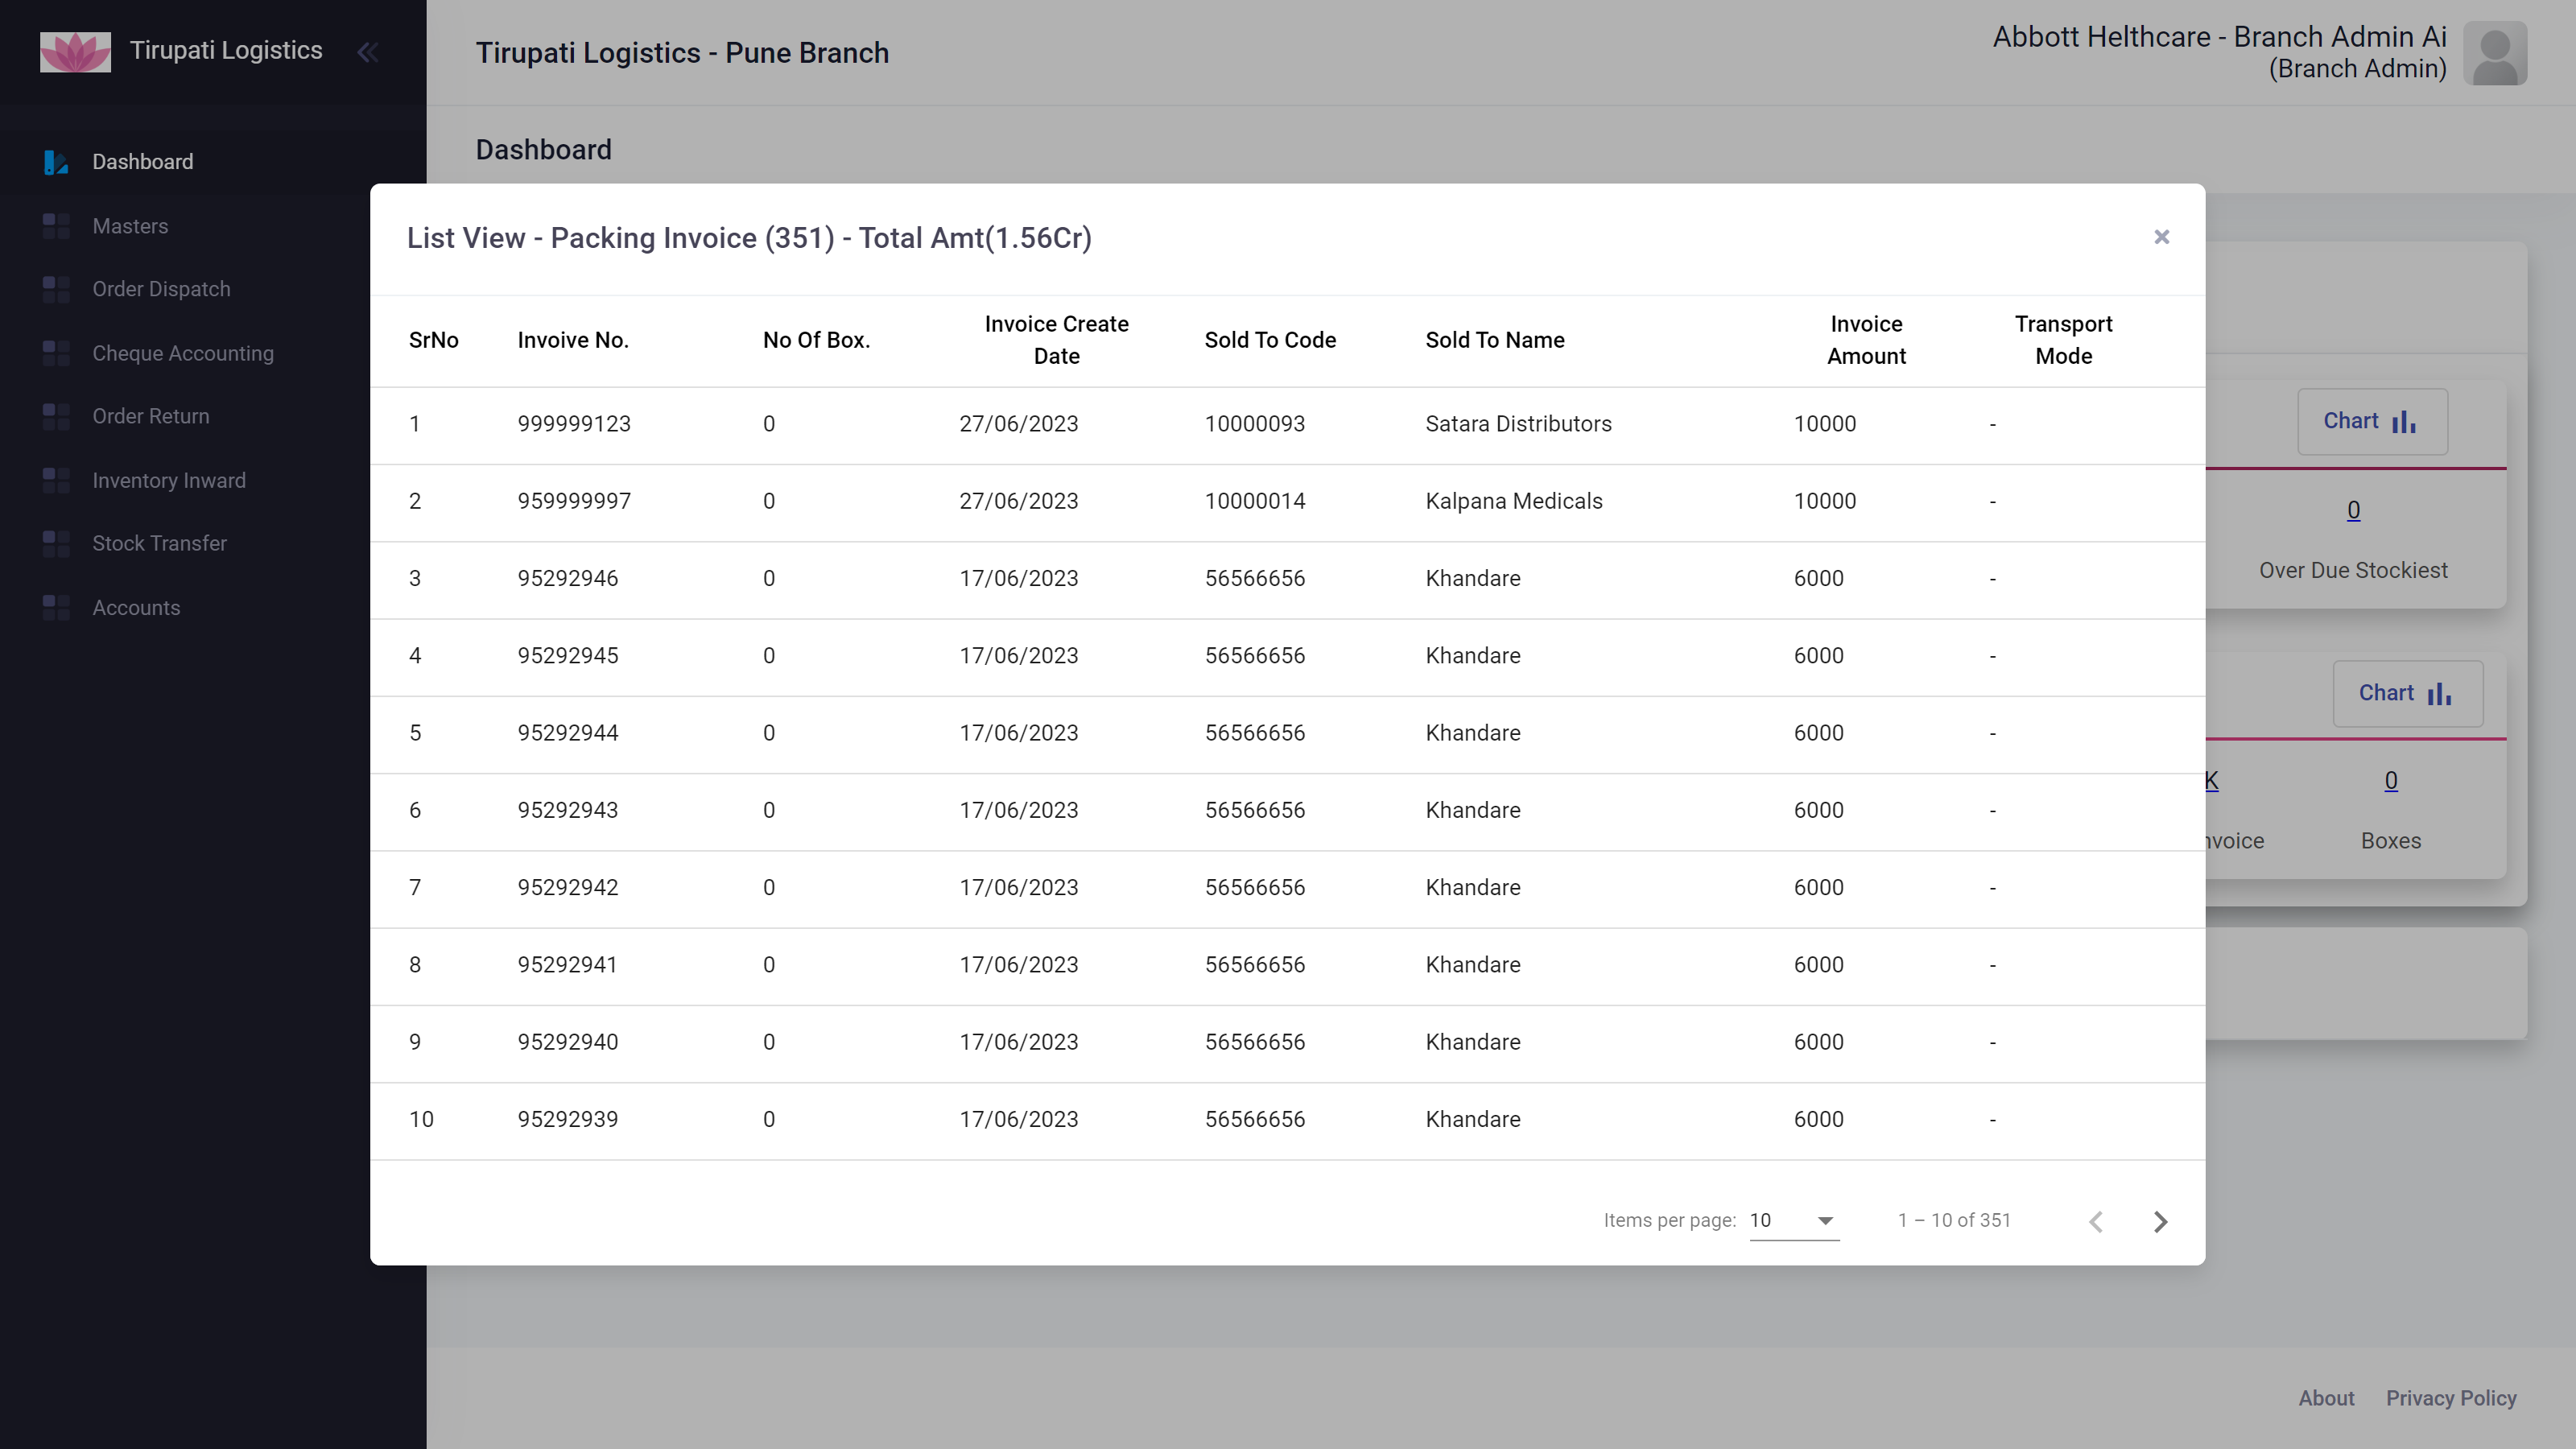 Tirupati Logistics
Tirupati Logistics - Pune Branch
Abbott Helthcare - Branch Admin Ai
(Branch Admin)
Dashboard
Masters
Order Dispatch
Cheque Accounting
Order Return
Inventory Inward
Stock Transfer
Accounts
Dashboard
List View - Packing Invoice (351) - Total Amt(1.56Cr)
×
SrNo Invoive No. No Of Box. Invoice Create Date Sold To Code Sold To Name Invoice Amount Transport Mode
1 999999123 0 27/06/2023 10000093 Satara Distributors 10000 -
2 959999997 0 27/06/2023 10000014 Kalpana Medicals 10000 -
3 95292946 0 17/06/2023 56566656 Khandare 6000 -
4 95292945 0 17/06/2023 56566656 Khandare 6000 -
5 95292944 0 17/06/2023 56566656 Khandare 6000 -
6 95292943 0 17/06/2023 56566656 Khandare 6000 -
7 95292942 0 17/06/2023 56566656 Khandare 6000 -
8 95292941 0 17/06/2023 56566656 Khandare 6000 -
9 95292940 0 17/06/2023 56566656 Khandare 6000 -
10 95292939 0 17/06/2023 56566656 Khandare 6000 -
Items per page: 10 1 – 10 of 351
Chart
0
Over Due Stockiest
Chart
K 0
Boxes
About Privacy Policy